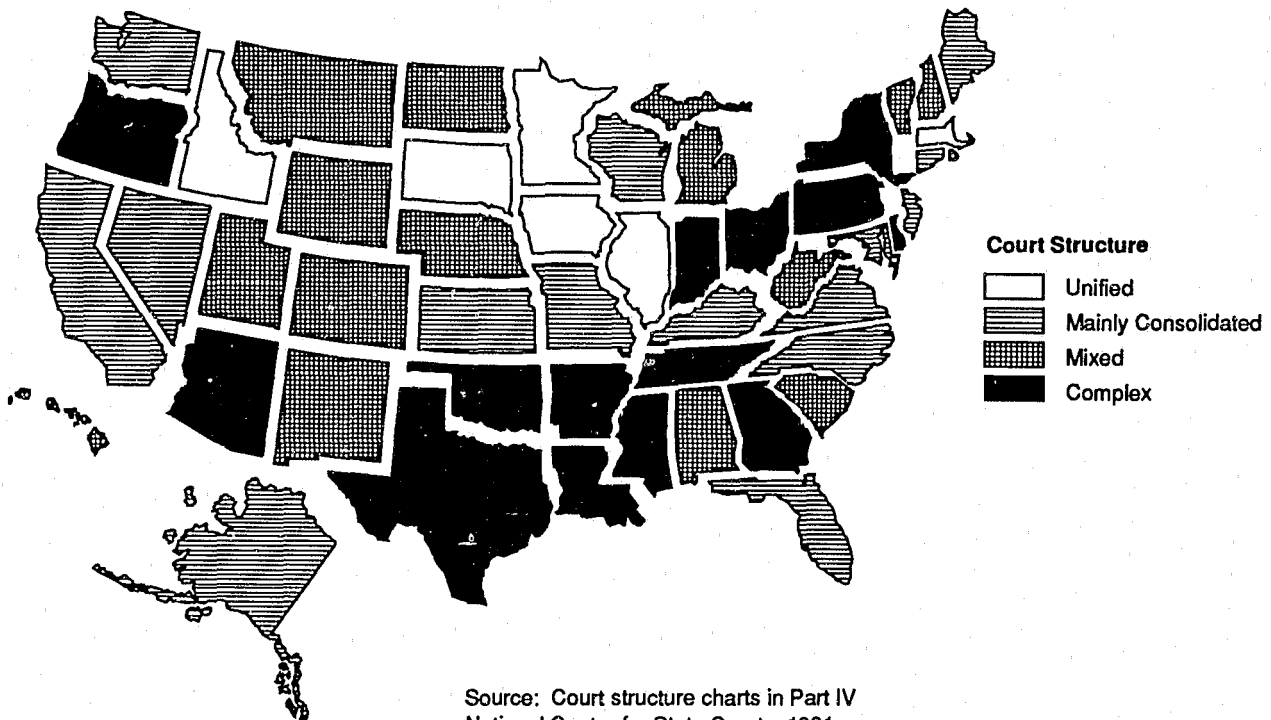 Court Structure
Unified
Mainly Consolidated
Mixed
Complex
Source: Court structure charts in Part IV